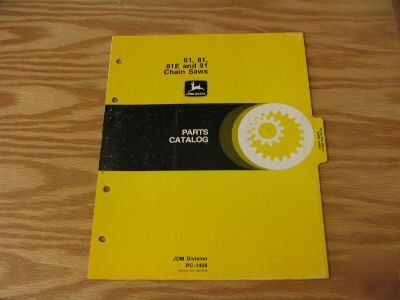 61, 81,
81E and 91
Chain Saws
JOHN DEERE
PARTS
CATALOG
JDM Division
PC-1408